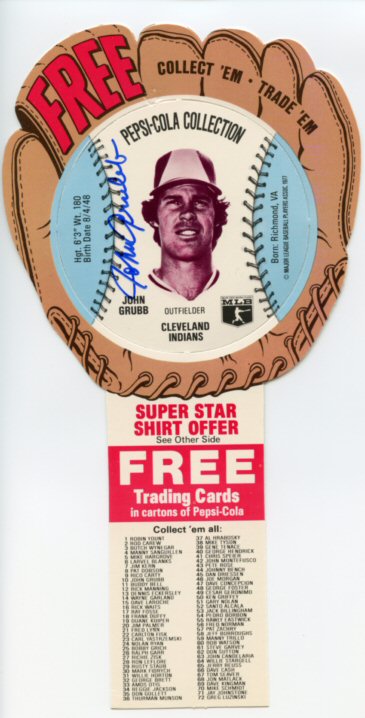 FREE
COLLECT 'EM • TRADE 'EM
PEPSI-COLA COLLECTION
Hgt. 6'3" Wt. 180
Birth Date 8/4/48
John Grubb
Born: Richmond, VA
© MAJOR LEAGUE BASEBALL PLAYERS ASSOC. 1977
JOHN
GRUBB
OUTFIELDER
MLB
CLEVELAND
INDIANS
SUPER STAR
SHIRT OFFER
See Other Side
FREE
Trading Cards
in cartons of Pepsi-Cola
Collect 'em all:
1 ROBIN YOUNT
2 ROD CAREW
3 BUTCH WYNEGAR
4 MANNY SANGUILLEN
5 MIKE HARGROVE
6 LARVEL BLANKS
7 JIM KERN
8 PAT DOBSON
9 RICO CARTY
10 JOHN GRUBB
11 BUDDY BELL
12 RICK MANNING
13 DENNIS ECKERSLEY
14 WAYNE GARLAND
15 DAVE LAROCHE
16 RICK WAITS
17 RAY FOSSE
18 FRANK DUFFY
19 DUANE KUIPER
20 JIM PALMER
21 FRED LYNN
22 CARLTON FISK
23 CARL YASTRZEMSKI
24 NOLAN RYAN
25 BOBBY GRICH
26 RALPH GARR
27 RICHIE ZISK
28 RON LEFLORE
29 RUSTY STAUB
30 MARK FIDRYCH
31 WILLIE HORTON
32 GEORGE BRETT
33 AMOS OTIS
34 REGGIE JACKSON
35 DON GULLETT
36 THURMAN MUNSON
37 AL HRABOSKY
38 MIKE TYSON
39 GENE TENACE
40 GEORGE HENDRICK
41 CHRIS SPEIER
42 JOHN MONTEFUSCO
43 PETE ROSE
44 JOHNNY BENCH
45 DAN DRIESSEN
46 JOE MORGAN
47 DAVE CONCEPCION
48 GEORGE FOSTER
49 CESAR GERONIMO
50 KEN GRIFFEY
51 GARY NOLAN
52 SANTO ALCALA
53 JACK BILLINGHAM
54 PEDRO BORBON
55 RAWLY EASTWICK
56 FRED NORMAN
57 PAT ZACHRY
58 JEFF BURROUGHS
59 MANNY TRILLO
60 BOB WATSON
61 STEVE GARVEY
62 DON SUTTON
63 JOHN CANDELARIA
64 WILLIE STARGELL
65 JERRY REUSS
66 DAVE CASH
67 TOM SEAVER
68 JON MATLACK
69 DAVE
70 MIKE SCHMIDT
71 JAY JOHNSTONE
72 GREG LUZINSKI